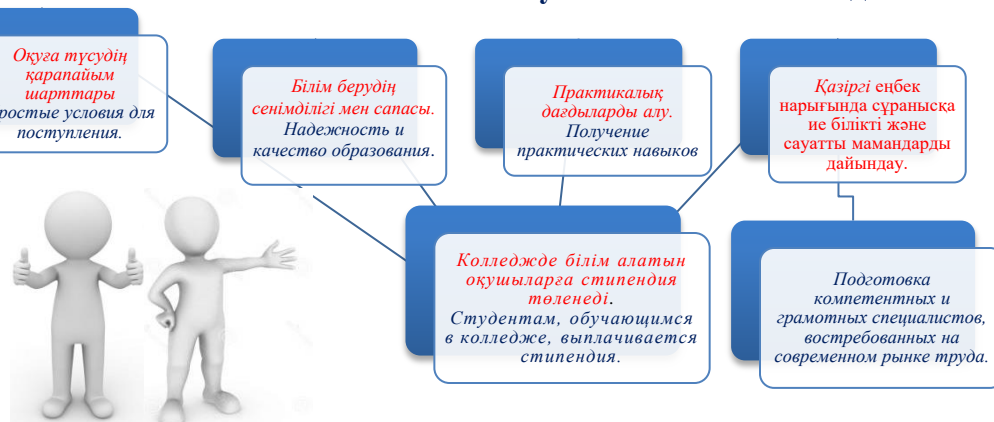 Оқуға түсудің
қарапайым
шарттары
условия для
поступления.
Білім берудің
сенімділігі мен сапасы.
Надежность и
качество образования.
Практикалық
дағдыларды алу.
Получение
практических навыков
Қазіргі еңбек
нарығында сұранысқа
ие білікті және
сауатты мамандарды
дайындау.
Колледжде білім алатын
оқушыларға стипендия
төленеді.
Студентам, обучающимся
в колледже, выплачивается
стипендия.
Подготовка
компетентных и
грамотных специалистов,
востребованных на
современном рынке труда.